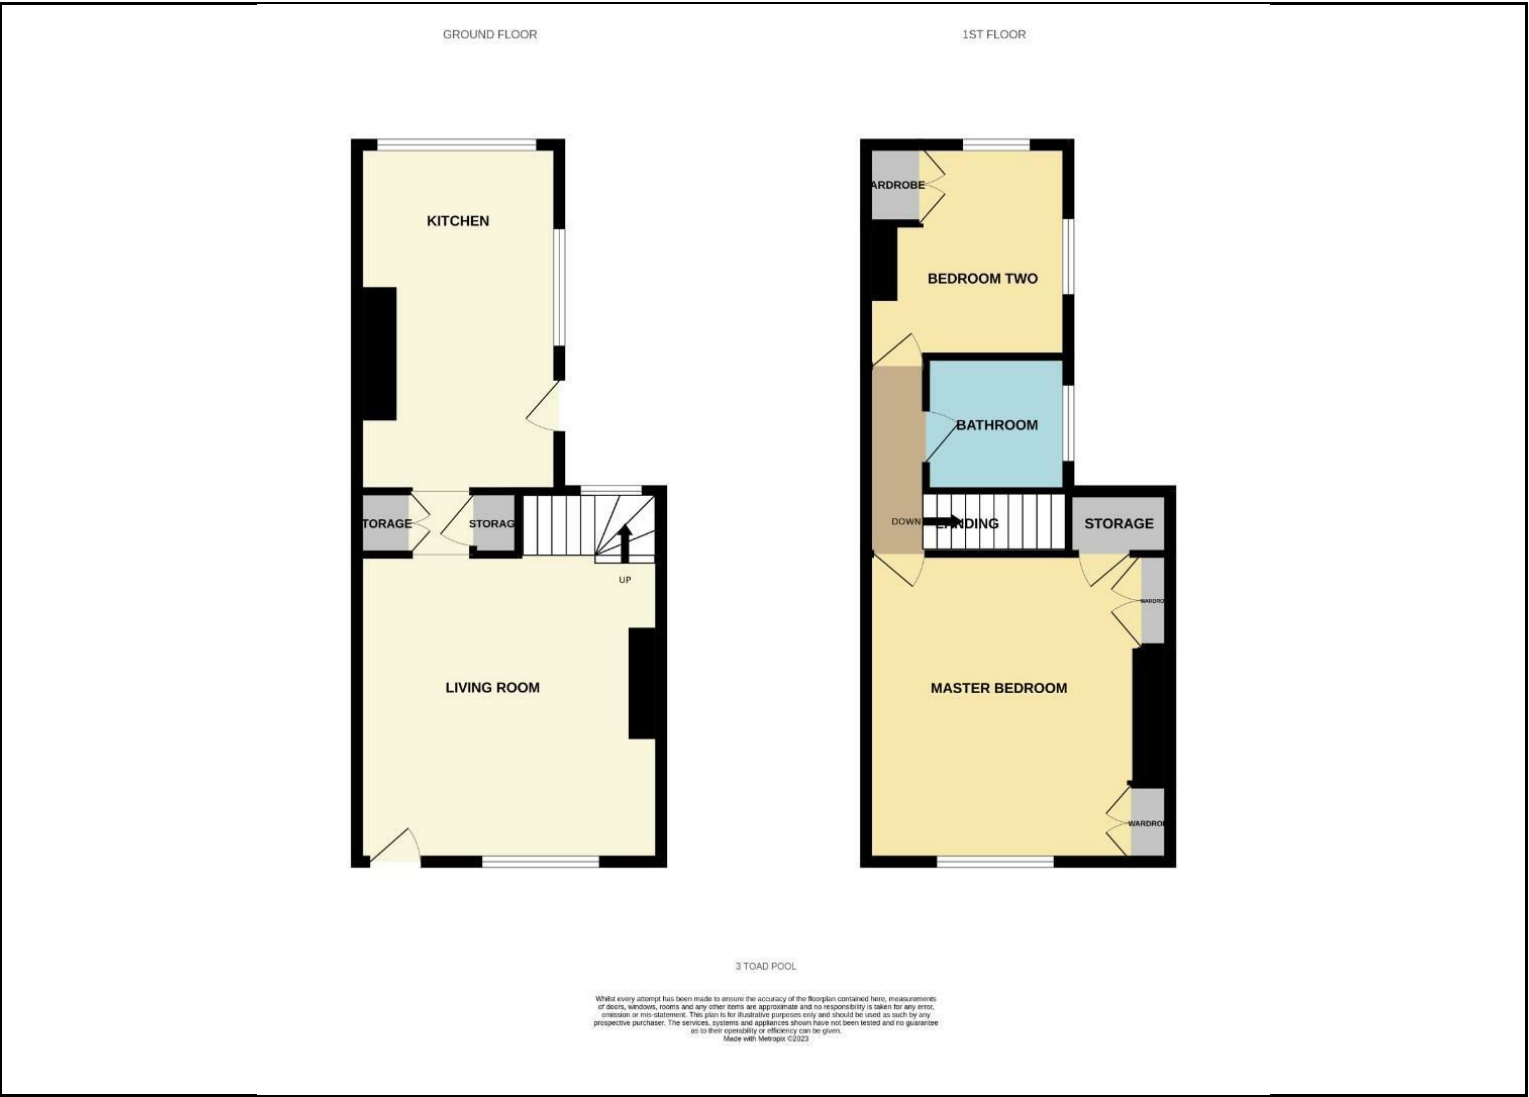 GROUND FLOOR
1ST FLOOR
KITCHEN
TORAGE
STORAG
UP
LIVING ROOM
ARDROBE
BEDROOM TWO
BATHROOM
DOWN
LANDING
STORAGE
WARDRO
MASTER BEDROOM
WARDROB
3 TOAD POOL
Whilst every attempt has been made to ensure the accuracy of the floorplan contained here, measurements
of doors, windows, rooms and any other items are approximate and no responsibility is taken for any error,
omission or mis-statement. This plan is for illustrative purposes only and should be used as such by any
prospective purchaser. The services, systems and appliances shown have not been tested and no guarantee
as to their operability or efficiency can be given.
Made with Metropix ©2023